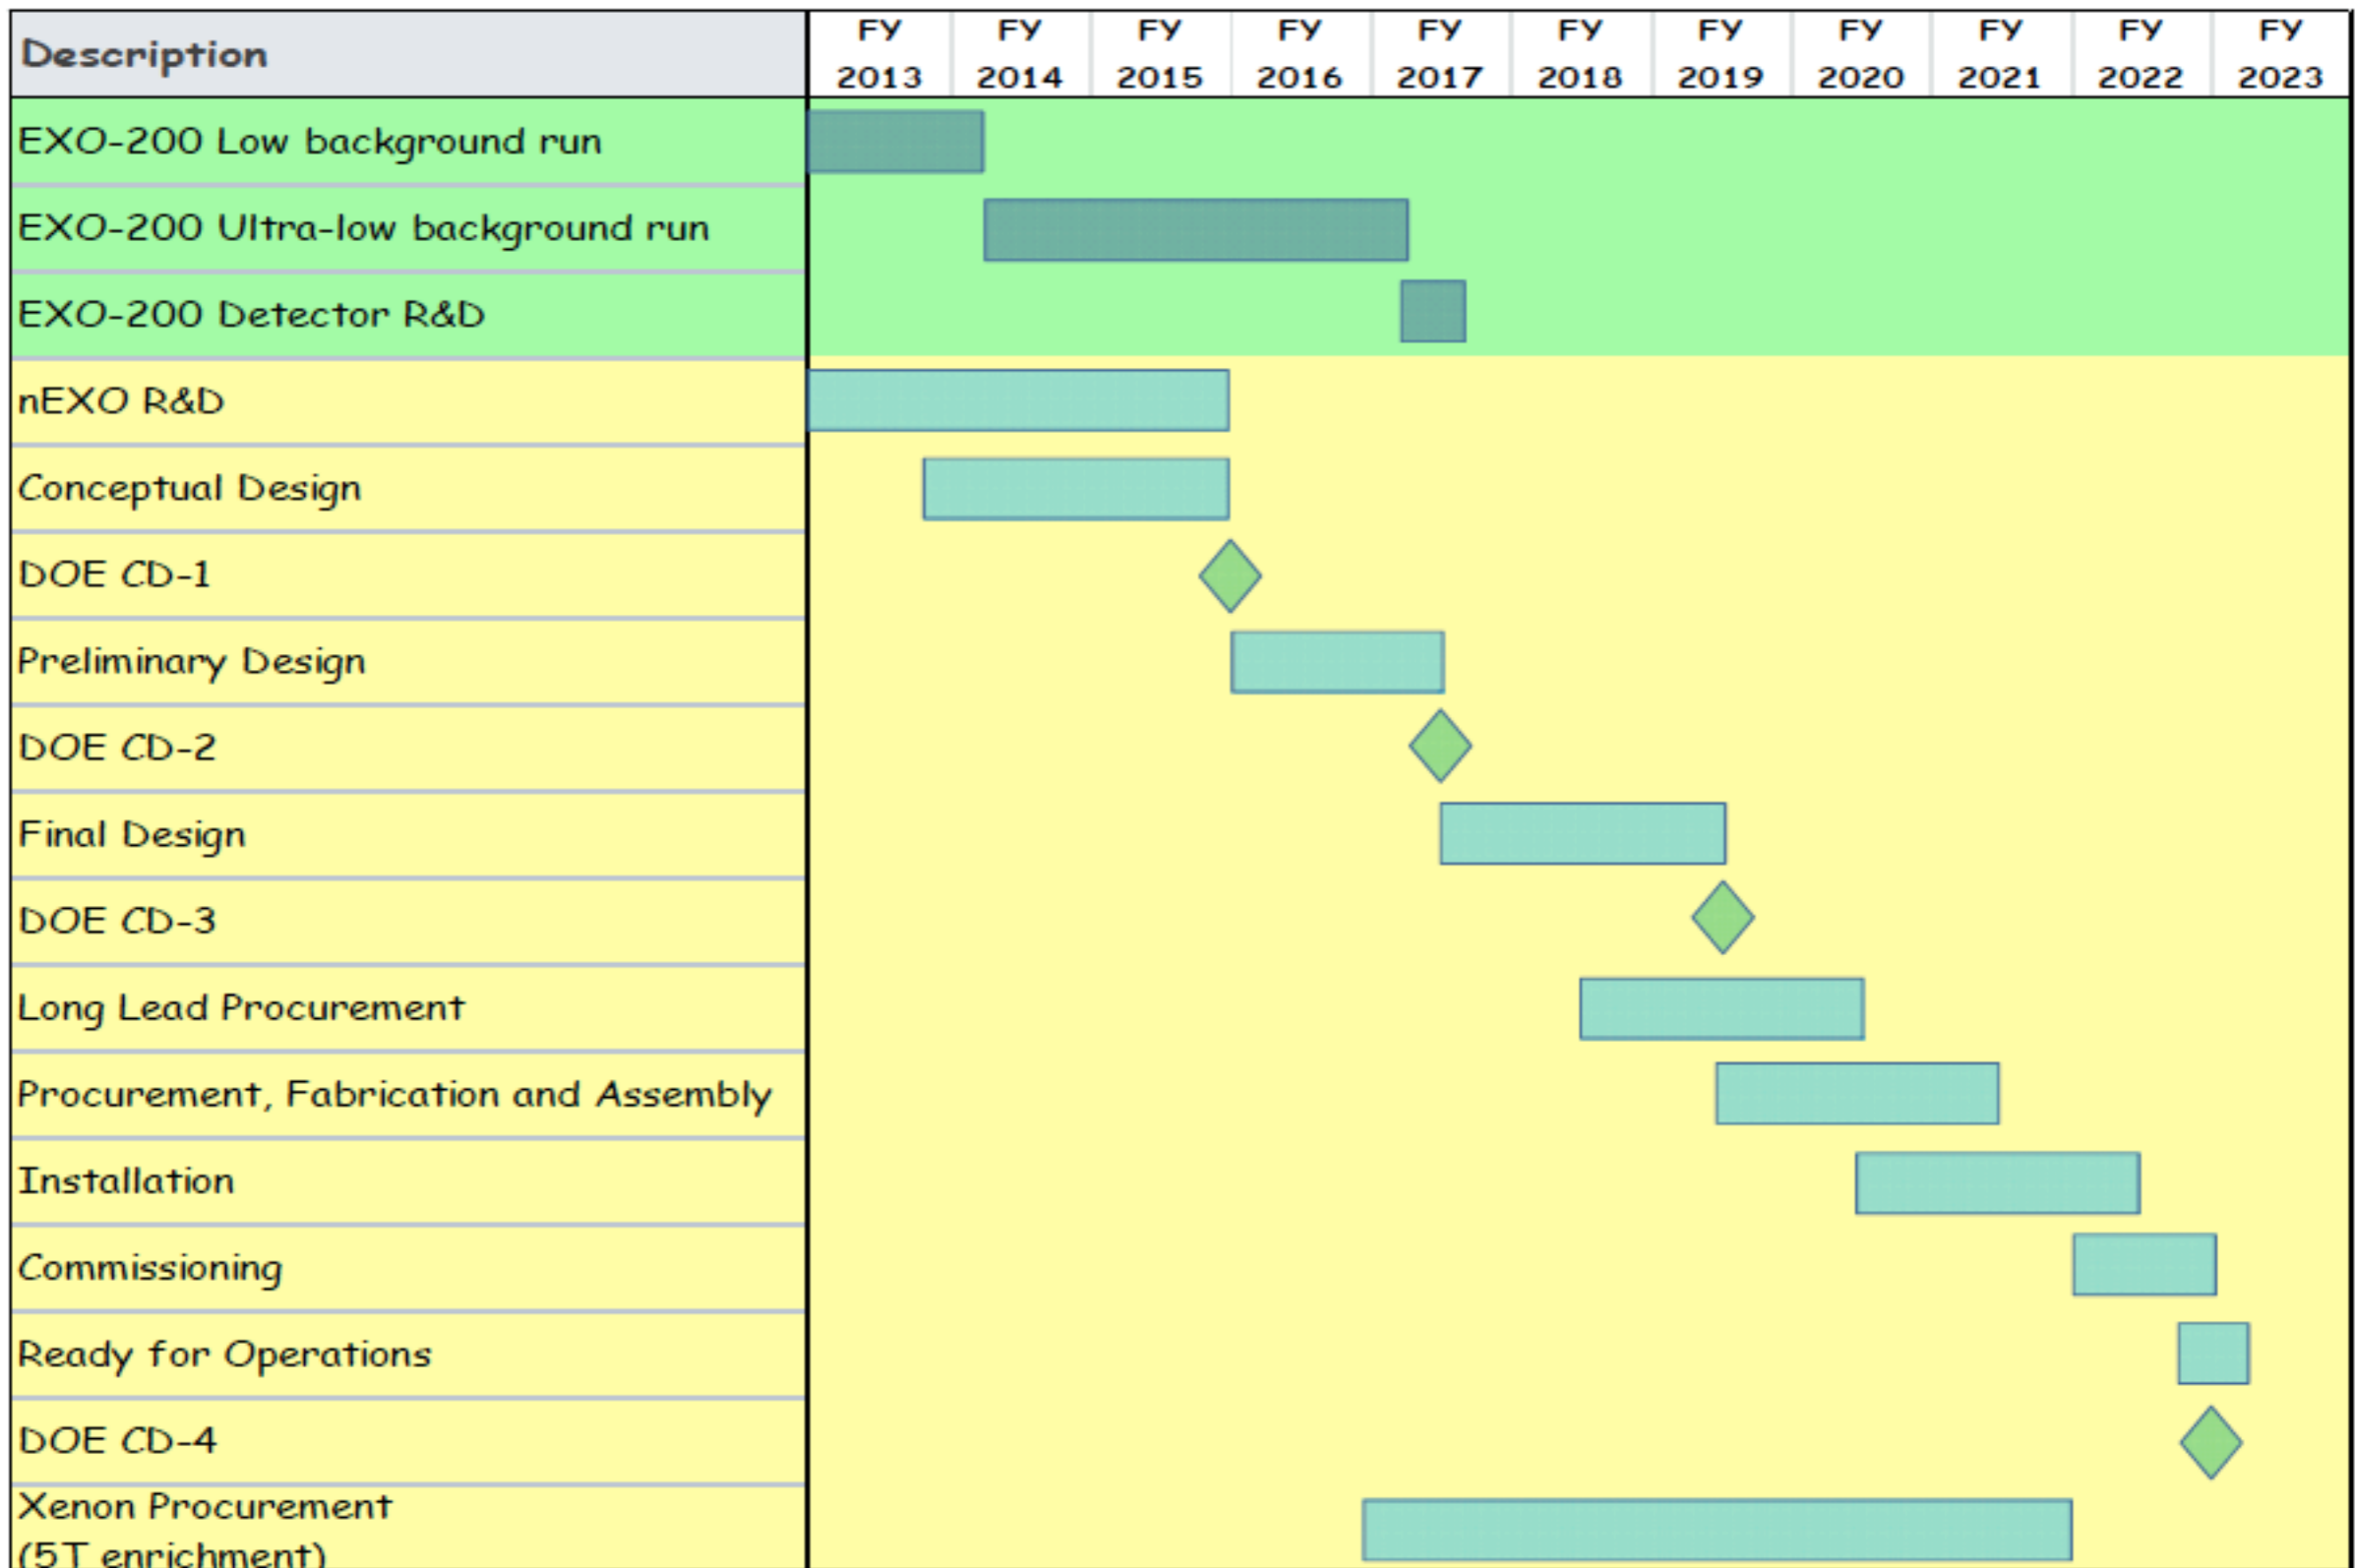 Description
FY 2013
FY 2014
FY 2015
FY 2016
FY 2017
FY 2018
FY 2019
FY 2020
FY 2021
FY 2022
FY 2023
EXO-200 Low background run
EXO-200 Ultra-low background run
EXO-200 Detector R&D
nEXO R&D
Conceptual Design
DOE CD-1
Preliminary Design
DOE CD-2
Final Design
DOE CD-3
Long Lead Procurement
Procurement, Fabrication and Assembly
Installation
Commissioning
Ready for Operations
DOE CD-4
Xenon Procurement
(5T enrichment)